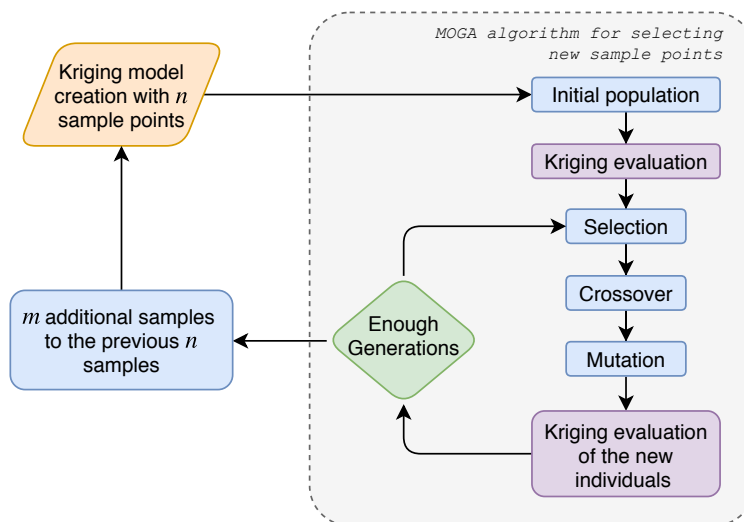 MOGA algorithm for selecting
new sample points
Kriging model
creation with n
sample points
Initial population
Kriging evaluation
Selection
Crossover
Mutation
Kriging evaluation
of the new
individuals
Enough
Generations
m additional samples
to the previous n
samples